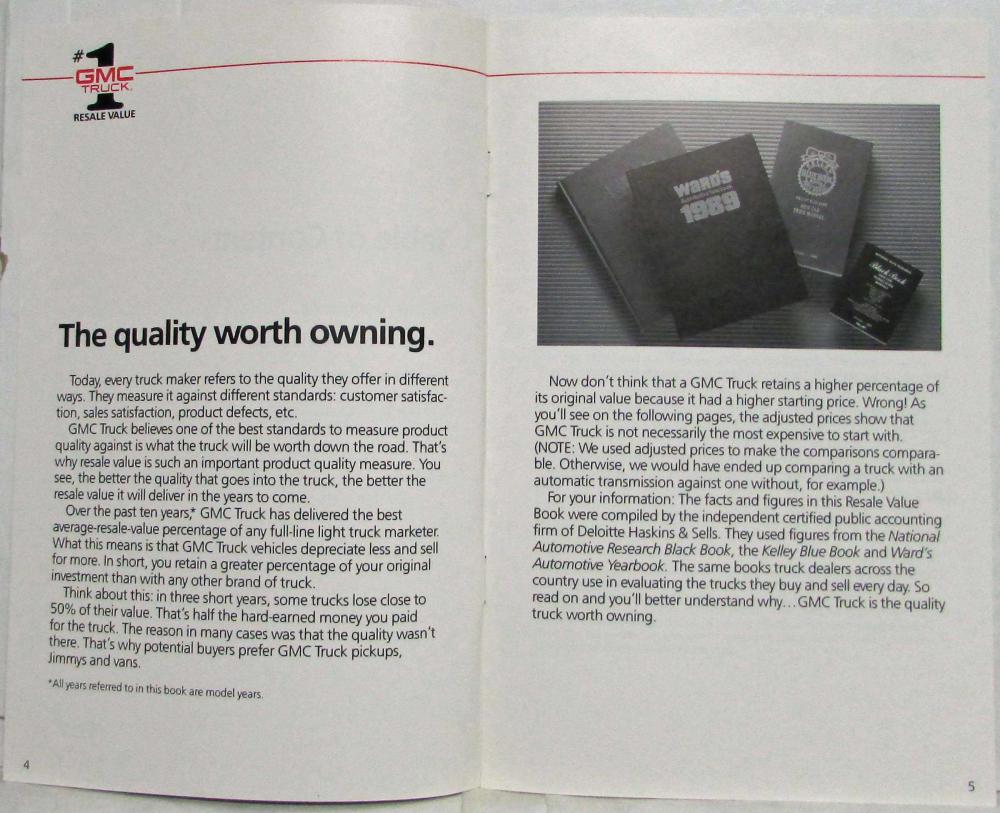 #1
GMC
TRUCK
RESALE VALUE
The quality worth owning.
Today, every truck maker refers to the quality they offer in different
ways. They measure it against different standards: customer satisfac-
tion, sales satisfaction, product defects, etc.
GMC Truck believes one of the best standards to measure product
quality against is what the truck will be worth down the road. That's
why resale value is such an important product quality measure. You
see, the better the quality that goes into the truck, the better the
resale value it will deliver in the years to come.
Over the past ten years,* GMC Truck has delivered the best
average-resale-value percentage of any full-line light truck marketer.
What this means is that GMC Truck vehicles depreciate less and sell
for more. In short, you retain a greater percentage of your original
investment than with any other brand of truck.
Think about this: in three short years, some trucks lose close to
50% of their value. That's half the hard-earned money you paid
for the truck. The reason in many cases was that the quality wasn't
there. That's why potential buyers prefer GMC Truck pickups,
Jimmys and vans.
*All years referred to in this book are model years.
4
Ward's
1989
Black Book
Now don't think that a GMC Truck retains a higher percentage of
its original value because it had a higher starting price. Wrong! As
you'll see on the following pages, the adjusted prices show that
GMC Truck is not necessarily the most expensive to start with.
(NOTE: We used adjusted prices to make the comparisons compara-
ble. Otherwise, we would have ended up comparing a truck with an
automatic transmission against one without, for example.)
For your information: The facts and figures in this Resale Value
Book were compiled by the independent certified public accounting
firm of Deloitte Haskins & Sells. They used figures from the National
Automotive Research Black Book, the Kelley Blue Book and Ward's
Automotive Yearbook. The same books truck dealers across the
country use in evaluating the trucks they buy and sell every day. So
read on and you'll better understand why...GMC Truck is the quality
truck worth owning.
5